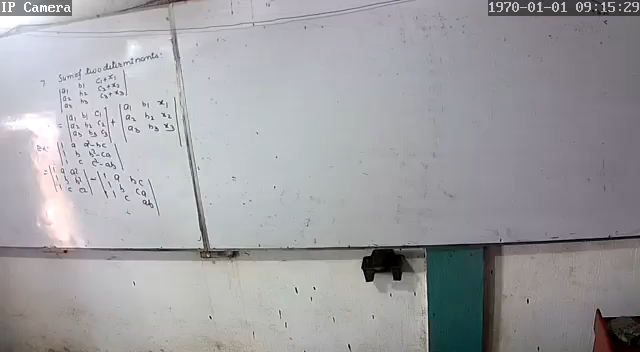 IP Camera
1970-01-01 09:15:29
7 Sum of two determinants:
|a₁ b₁ c₁+x₁|
|a₂ b₂ c₂+x₂|
|a₃ b₃ c₃+x₃|
= |a₁ b₁ c₁| + |a₁ b₁ x₁|
|a₂ b₂ c₂| |a₂ b₂ x₂|
|a₃ b₃ c₃| |a₃ b₃ x₃|
Ex: |1 a a²-bc|
|1 b b²-ca|
|1 c c²-ab|
= |1 a a²| - |1 a bc|
|1 b b²| |1 b ca|
|1 c c²| |1 c ab|